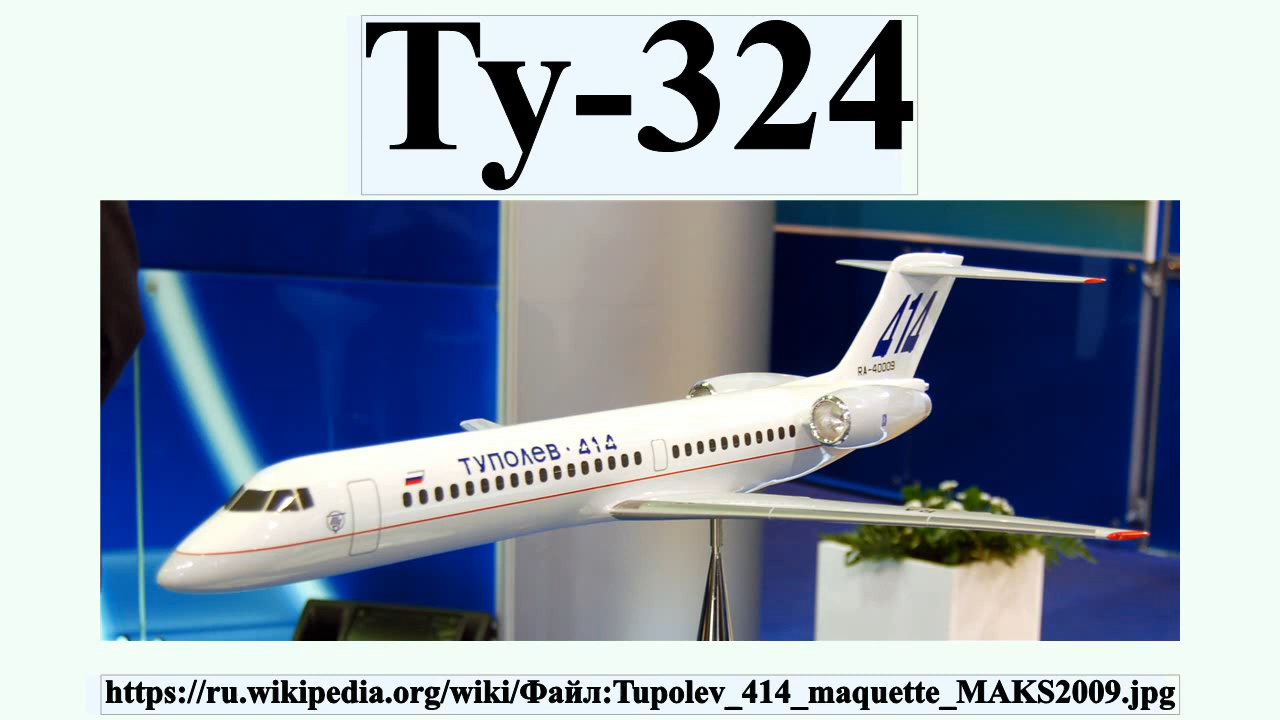 Ту-324
414
RA-40009
ТУПОЛЕВ · 414
https://ru.wikipedia.org/wiki/Файл:Tupolev_414_maquette_MAKS2009.jpg